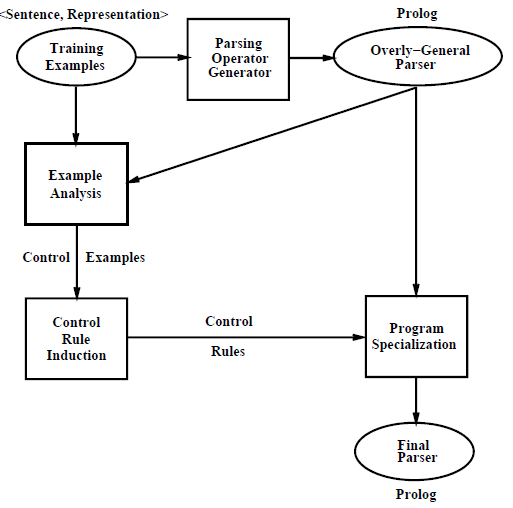 <Sentence, Representation>
Prolog
Training
Examples
Parsing
Operator
Generator
Overly-General
Parser
Example
Analysis
Control Examples
Control
Rule
Induction
Control
Rules
Program
Specialization
Final
Parser
Prolog